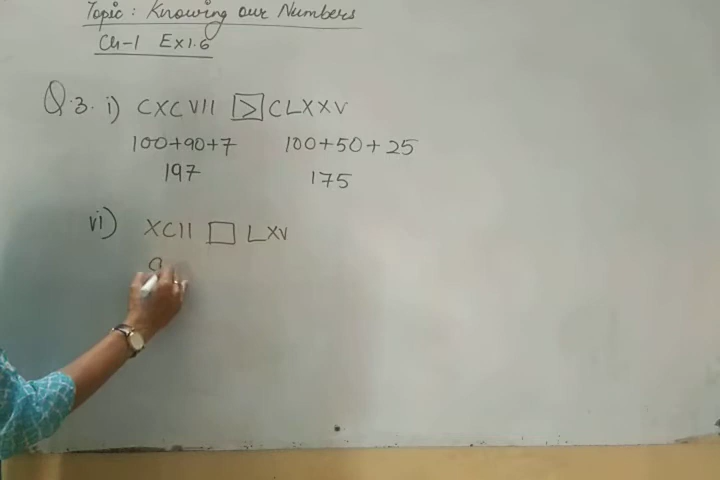 Topic : Knowing our Numbers
Ch-1 Ex1.6
Q.3. i) CXCVII > CLXXV
100+90+7 100+50+25
197 175
vi) XCII □ LXV
9